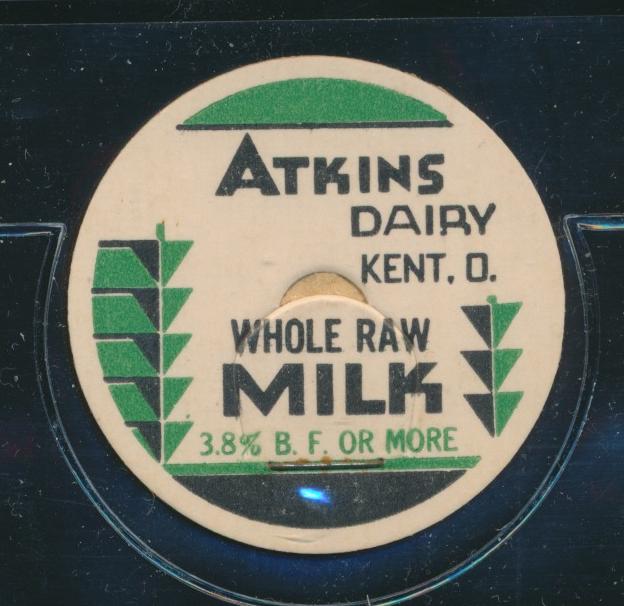 ATKINS
DAIRY
KENT, O.
WHOLE RAW
MILK
3.8% B. F. OR MORE